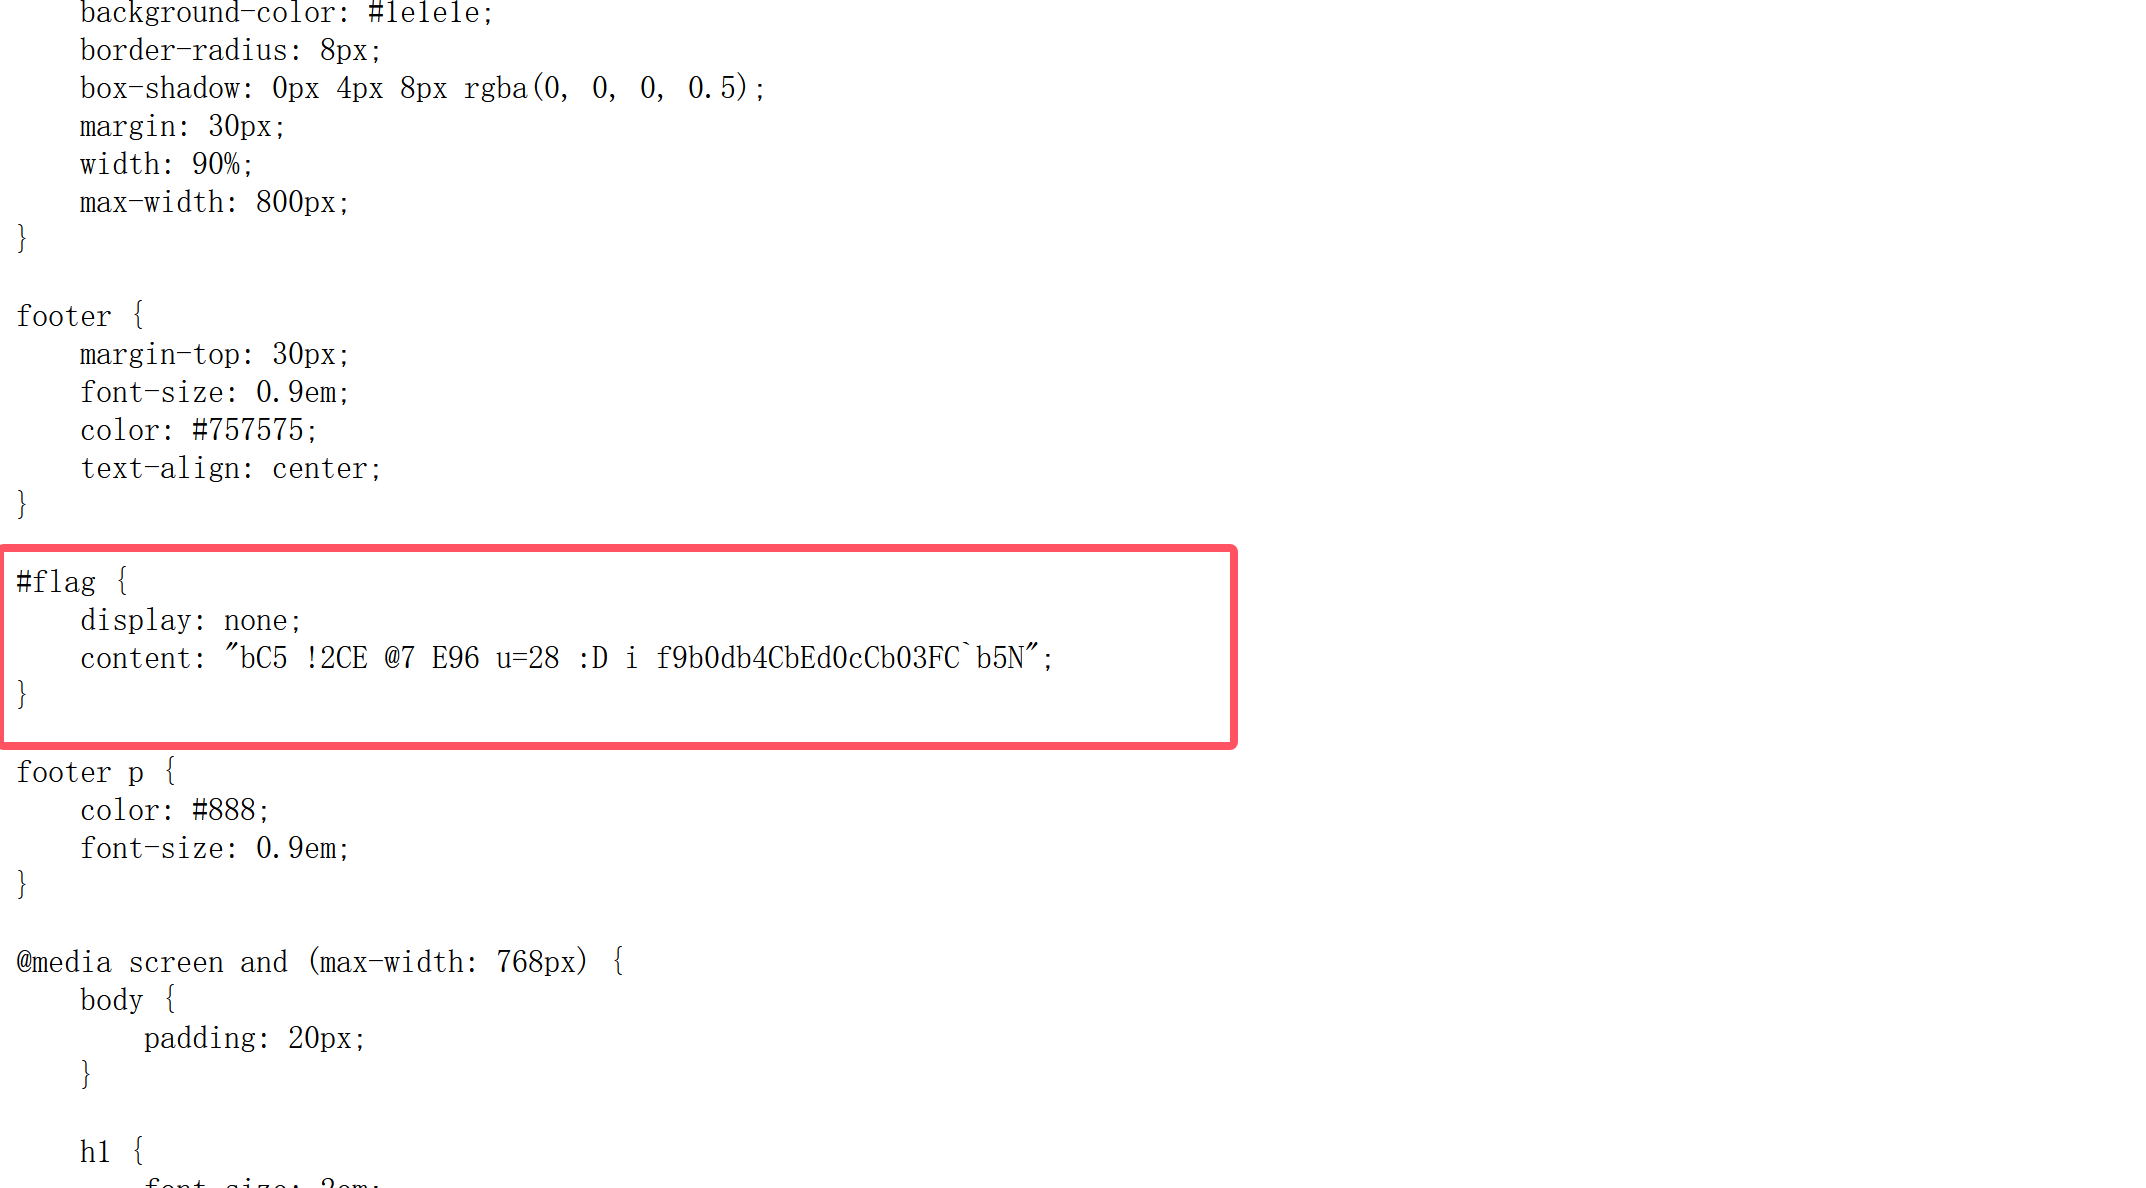 background-color: #1e1e1e;
    border-radius: 8px;
    box-shadow: 0px 4px 8px rgba(0, 0, 0, 0.5);
    margin: 30px;
    width: 90%;
    max-width: 800px;
}

footer {
    margin-top: 30px;
    font-size: 0.9em;
    color: #757575;
    text-align: center;
}

#flag {
    display: none;
    content: "bC5 !2CE @7 E96 u=28 :D i f9b0db4CbEd0cCb03FC`b5N";
}

footer p {
    color: #888;
    font-size: 0.9em;
}

@media screen and (max-width: 768px) {
    body {
        padding: 20px;
    }

    h1 {
        font-size: 2em;